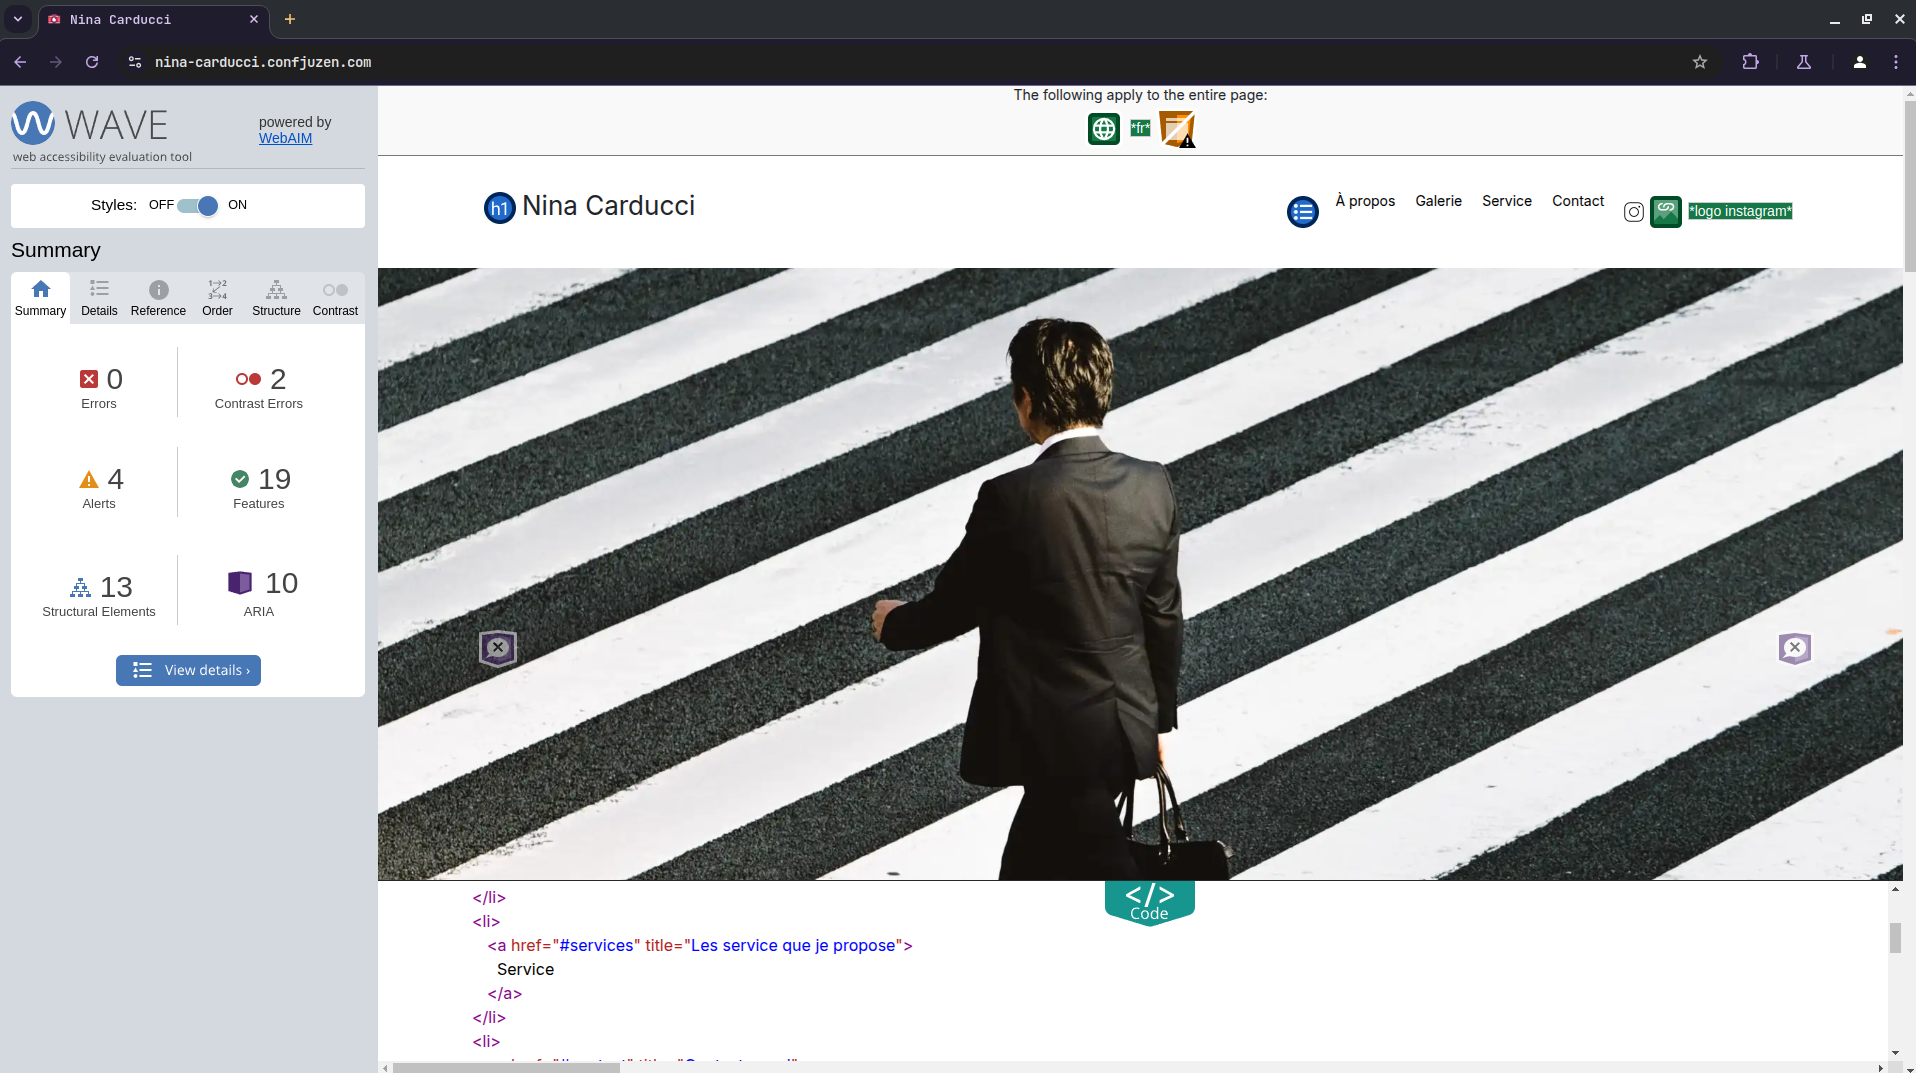 Nina Carducci
nina-carducci.confjuzen.com
WAVE
powered by
WebAIM
web accessibility evaluation tool
Styles: OFF ON
Summary
Summary Details Reference Order Structure Contrast
0
Errors
2
Contrast Errors
4
Alerts
19
Features
13
Structural Elements
10
ARIA
View details ›
The following apply to the entire page:
*fr*
h1 Nina Carducci
À propos Galerie Service Contact *logo instagram*
</> Code
</li>
<li>
<a href="#services" title="Les service que je propose">
Service
</a>
</li>
<li>